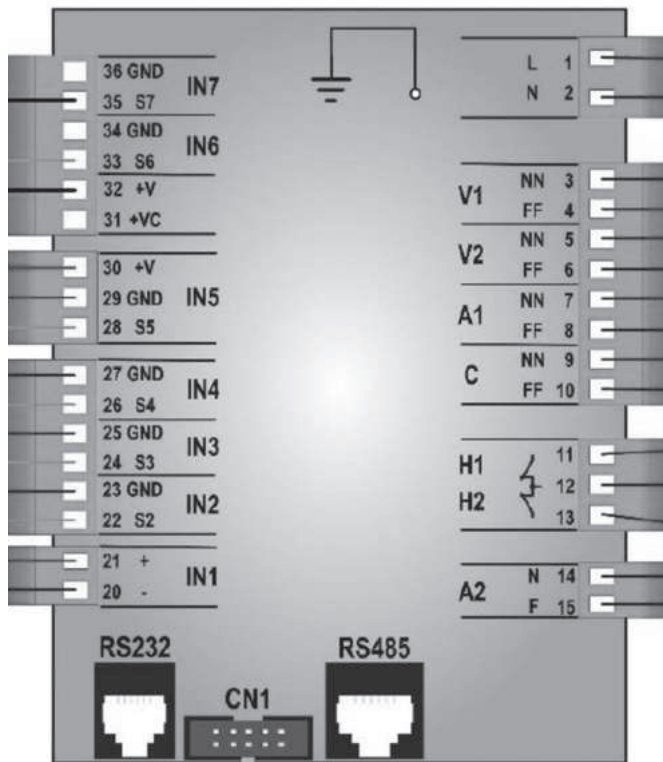 36 GND
35 S7
IN7
34 GND
33 S6
IN6
32 +V
31 +VC
30 +V
29 GND
28 S5
IN5
27 GND
26 S4
IN4
25 GND
24 S3
IN3
23 GND
22 S2
IN2
21 +
20 -
IN1
L 1
N 2
V1
NN 3
FF 4
V2
NN 5
FF 6
A1
NN 7
FF 8
C
NN 9
FF 10
H1
H2
11
12
13
A2
N 14
F 15
RS232
CN1
RS485